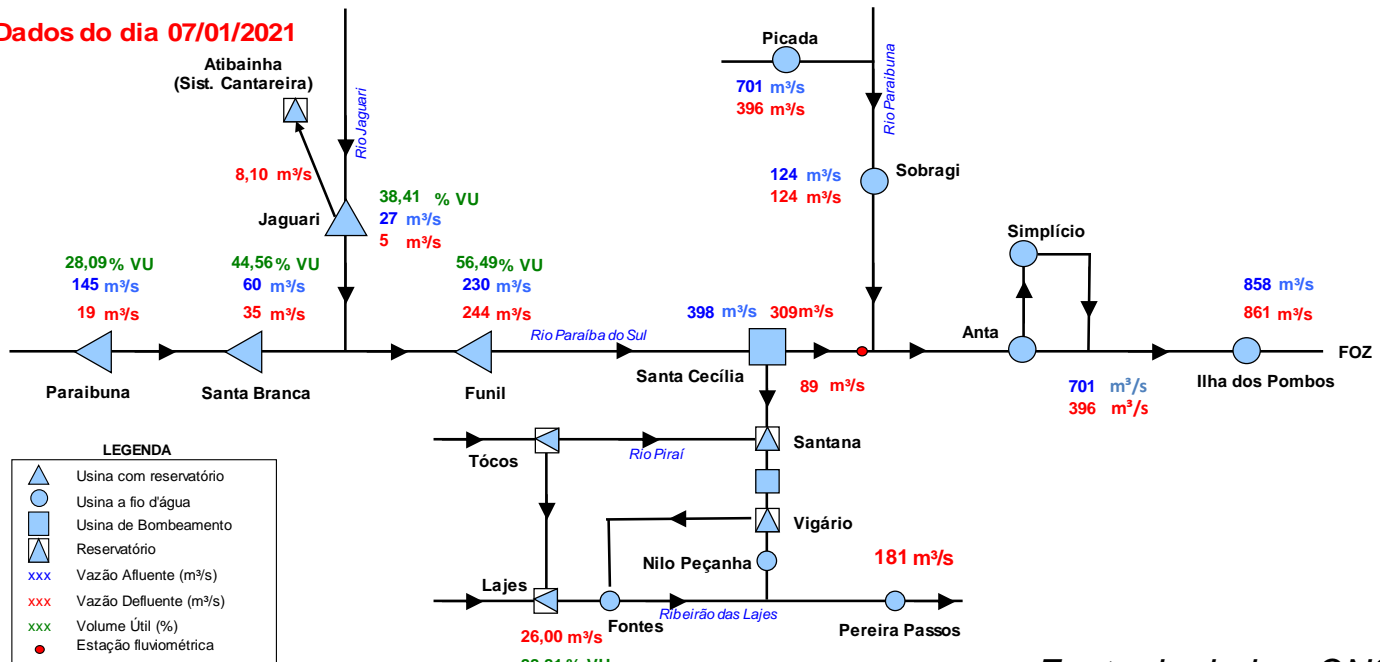 Dados do dia 07/01/2021
Atibainha
(Sist. Cantareira)
Rio Jaguari
8,10 m³/s
Jaguari
38,41 % VU
27 m³/s
5 m³/s
Picada
701 m³/s
396 m³/s
Rio Paraibuna
124 m³/s
124 m³/s
Sobragi
Simplício
28,09% VU
145 m³/s
19 m³/s
Paraibuna
44,56% VU
60 m³/s
35 m³/s
Santa Branca
56,49% VU
230 m³/s
244 m³/s
Funil
Rio Paraíba do Sul
398 m³/s 309m³/s
Santa Cecília
89 m³/s
Anta
701 m³/s
396 m³/s
858 m³/s
861 m³/s
Ilha dos Pombos
FOZ
Tócos
Rio Piraí
Santana
Vigário
Nilo Peçanha
181 m³/s
Lajes
Fontes
Ribeirão das Lajes
Pereira Passos
26,00 m³/s
LEGENDA
Usina com reservatório
Usina a fio d'água
Usina de Bombeamento
Reservatório
xxx Vazão Afluente (m³/s)
xxx Vazão Defluente (m³/s)
xxx Volume Útil (%)
Estação fluviométrica